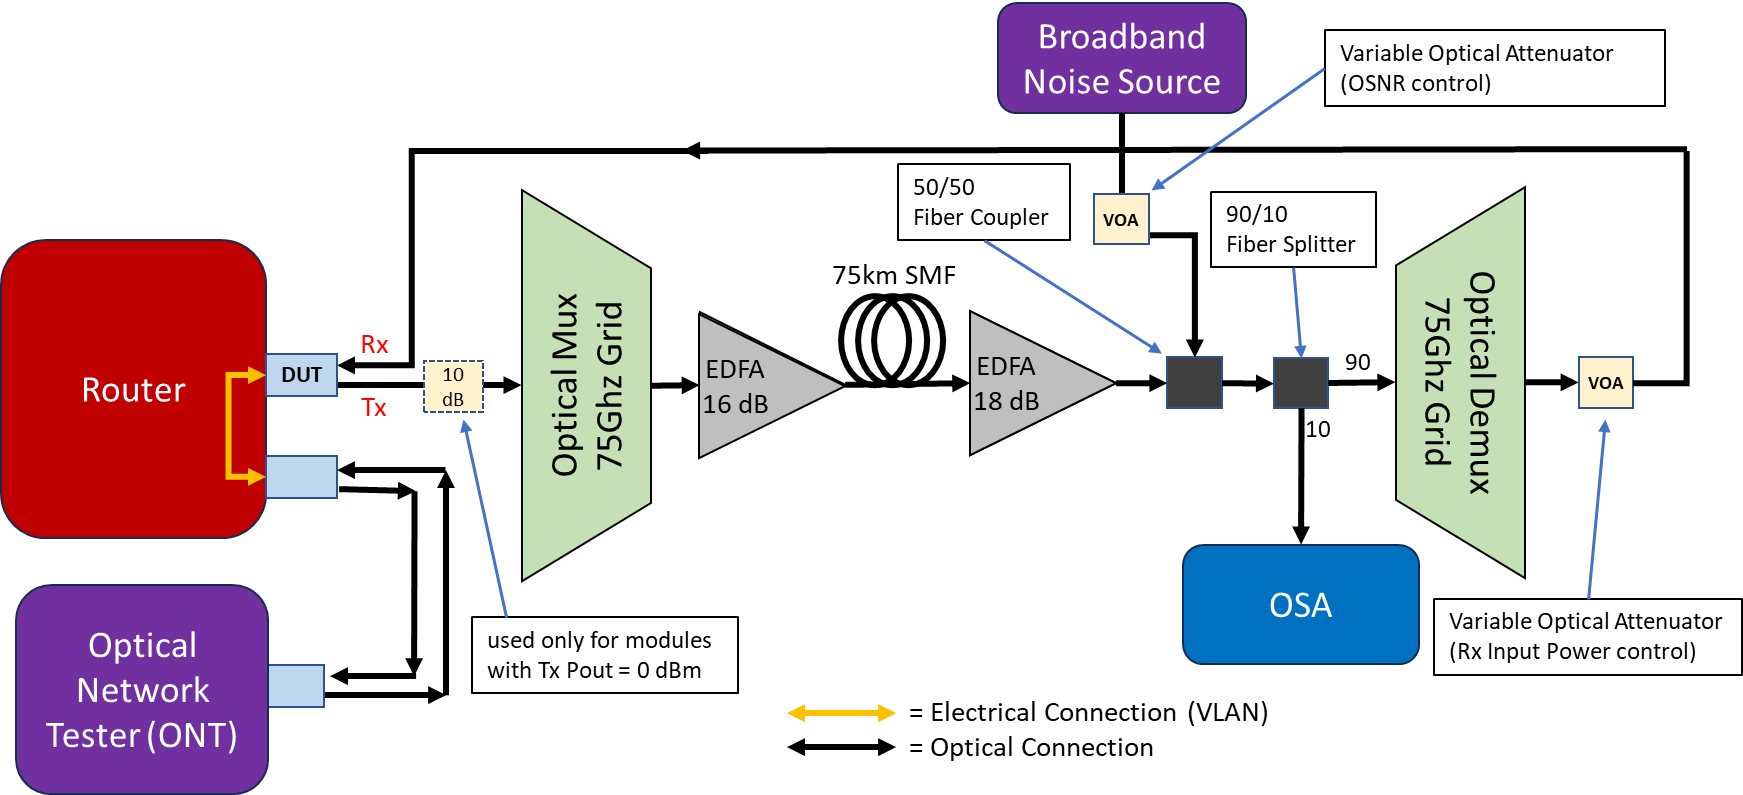 Broadband
Noise Source
Variable Optical Attenuator
(OSNR control)
50/50
Fiber Coupler
VOA
90/10
Fiber Splitter
75km SMF
Optical Mux
75Ghz Grid
EDFA
16 dB
EDFA
18 dB
90
10
Optical Demux
75Ghz Grid
VOA
Router
DUT
Rx
Tx
10
dB
OSA
used only for modules
with Tx Pout = 0 dBm
Variable Optical Attenuator
(Rx Input Power control)
Optical
Network
Tester (ONT)
= Electrical Connection (VLAN)
= Optical Connection